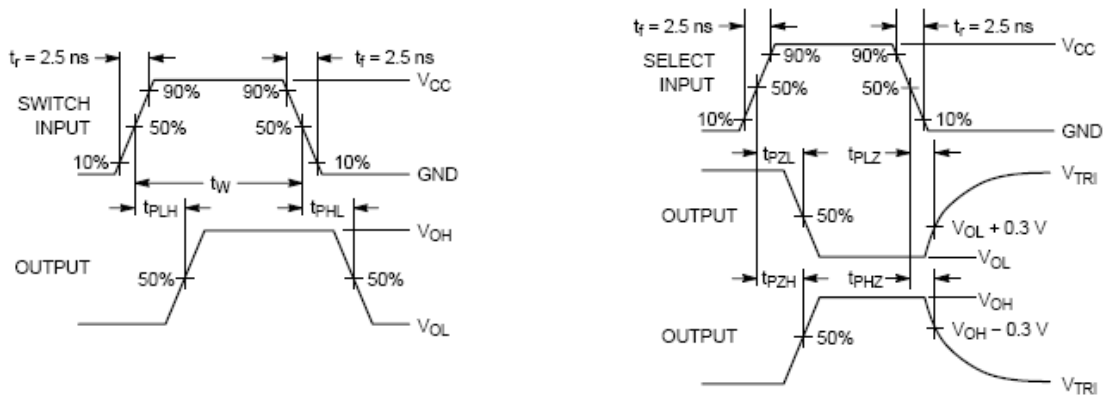 tr = 2.5 ns
tf = 2.5 ns
VCC
90%
90%
SWITCH
INPUT
50%
50%
10%
10%
GND
tW
tPLH
tPHL
VOH
OUTPUT
50%
50%
VOL
tf = 2.5 ns
tr = 2.5 ns
VCC
SELECT
INPUT
90%
90%
50%
50%
10%
10%
GND
tPZL
tPLZ
VTRI
OUTPUT
50%
VOL + 0.3 V
VOL
tPZH
tPHZ
VOH
OUTPUT
50%
VOH – 0.3 V
VTRI